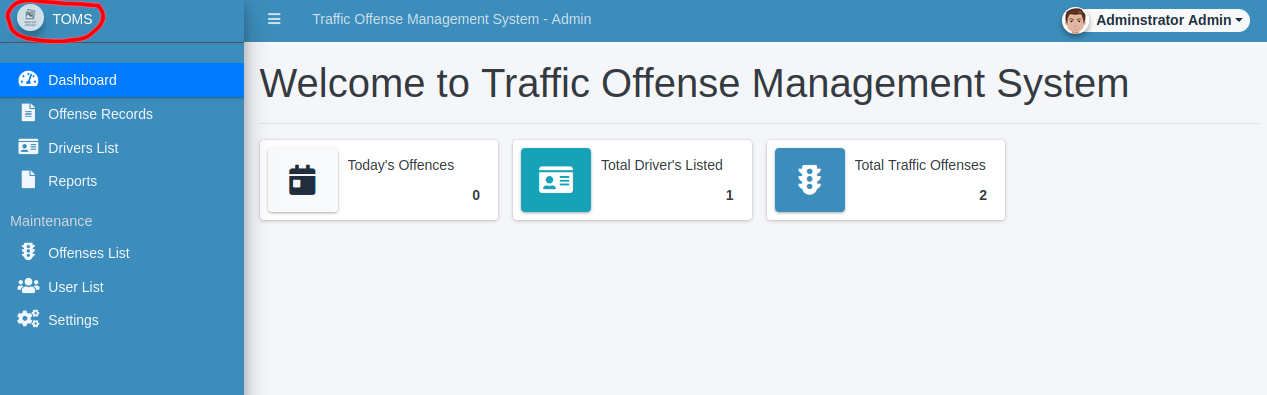 TOMS
Traffic Offense Management System - Admin
Adminstrator Admin
Dashboard
Offense Records
Drivers List
Reports
Maintenance
Offenses List
User List
Settings
Welcome to Traffic Offense Management System
Today's Offences
0
Total Driver's Listed
1
Total Traffic Offenses
2